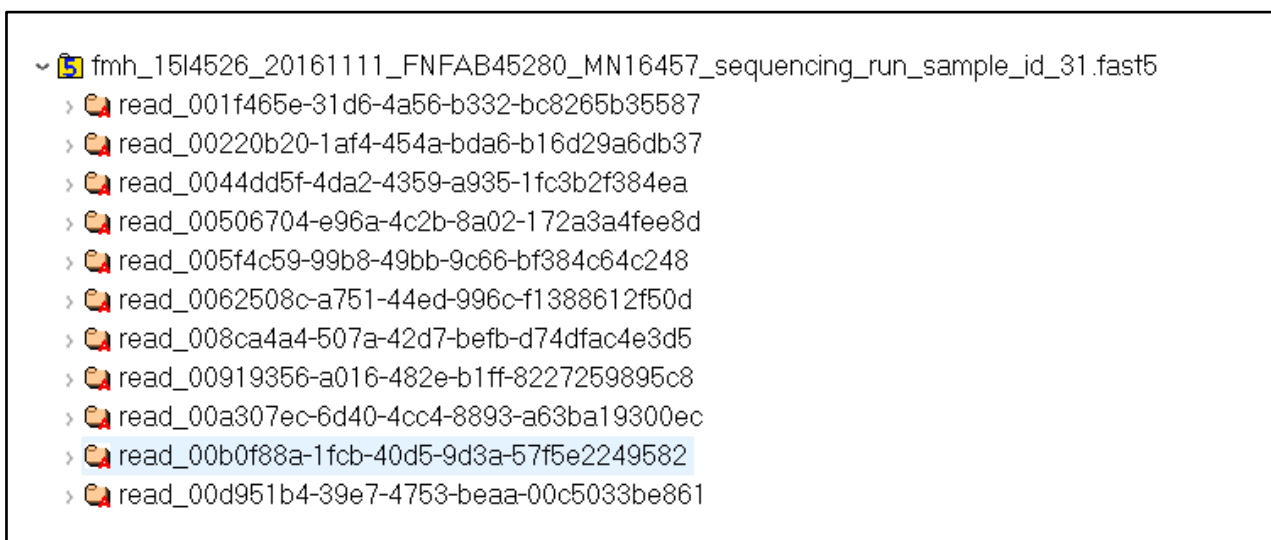 fmh_15I4526_20161111_FNFAB45280_MN16457_sequencing_run_sample_id_31.fast5
read_001f465e-31d6-4a56-b332-bc8265b35587
read_00220b20-1af4-454a-bda6-b16d29a6db37
read_0044dd5f-4da2-4359-a935-1fc3b2f384ea
read_00506704-e96a-4c2b-8a02-172a3a4fee8d
read_005f4c59-99b8-49bb-9c66-bf384c64c248
read_0062508c-a751-44ed-996c-f1388612f50d
read_008ca4a4-507a-42d7-befb-d74dfac4e3d5
read_00919356-a016-482e-b1ff-8227259895c8
read_00a307ec-6d40-4cc4-8893-a63ba19300ec
read_00b0f88a-1fcb-40d5-9d3a-57f5e2249582
read_00d951b4-39e7-4753-beaa-00c5033be861